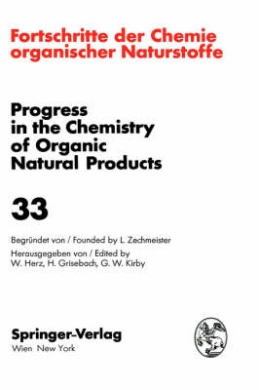 Fortschritte der Chemie
organischer Naturstoffe
Progress
in the Chemistry
of Organic
Natural Products
33
Begründet von / Founded by L. Zechmeister
Herausgegeben von / Edited by
W. Herz, H. Grisebach, G. W. Kirby
Springer-Verlag
Wien New York